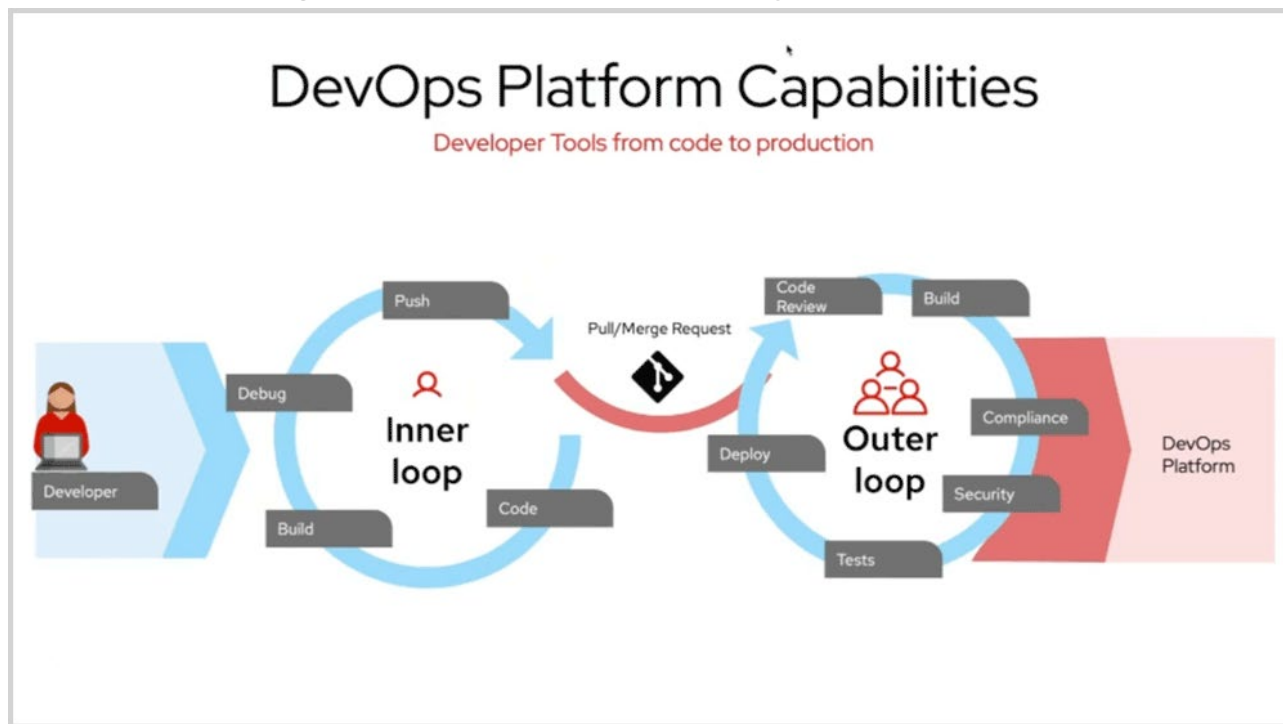 DevOps Platform Capabilities
Developer Tools from code to production
Push
Debug
Inner
loop
Build
Code
Developer
Pull/Merge Request
Code
Review
Build
Compliance
Outer
loop
Deploy
Security
Tests
DevOps
Platform